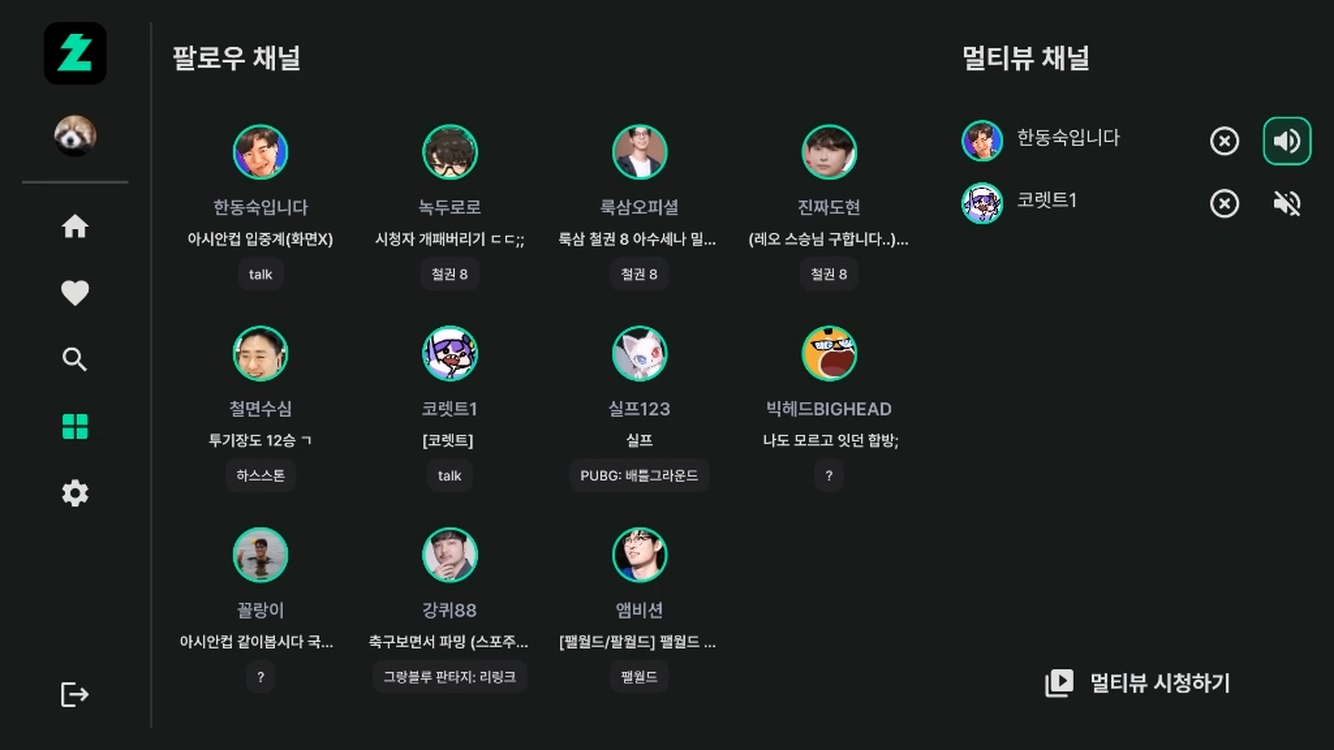 팔로우 채널
한동숙입니다
아시안컵 입중계(화면X)
talk
녹두로로
시청자 개패버리기 ㄷㄷ;;
철권 8
룩삼오피셜
룩삼 철권 8 아수세나 밀...
철권 8
진짜도현
(레오 스승님 구합니다..)...
철권 8
철면수심
투기장도 12승 ㄱ
하스스톤
코렛트1
[코렛트]
talk
실프123
실프
PUBG: 배틀그라운드
빅헤드BIGHEAD
나도 모르고 잇던 합방;
?
꼴랑이
아시안컵 같이봅시다 국...
?
강퀴88
축구보면서 파밍 (스포주...
그랑블루 판타지: 리링크
앰비션
[팰월드/팔월드] 팰월드 ...
팰월드
멀티뷰 채널
한동숙입니다
코렛트1
멀티뷰 시청하기